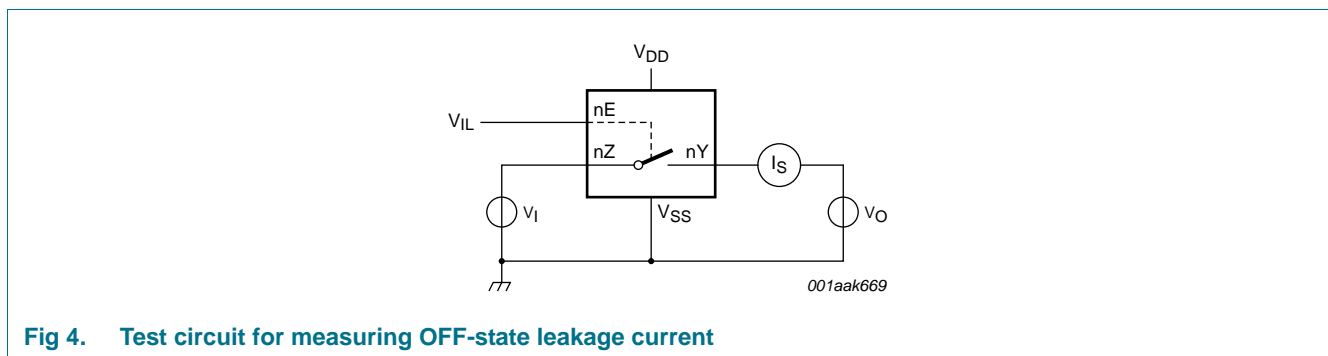 VDD
nE
VIL
nZ
nY
IS
VI
VSS
VO
001aak669
Fig 4. Test circuit for measuring OFF-state leakage current